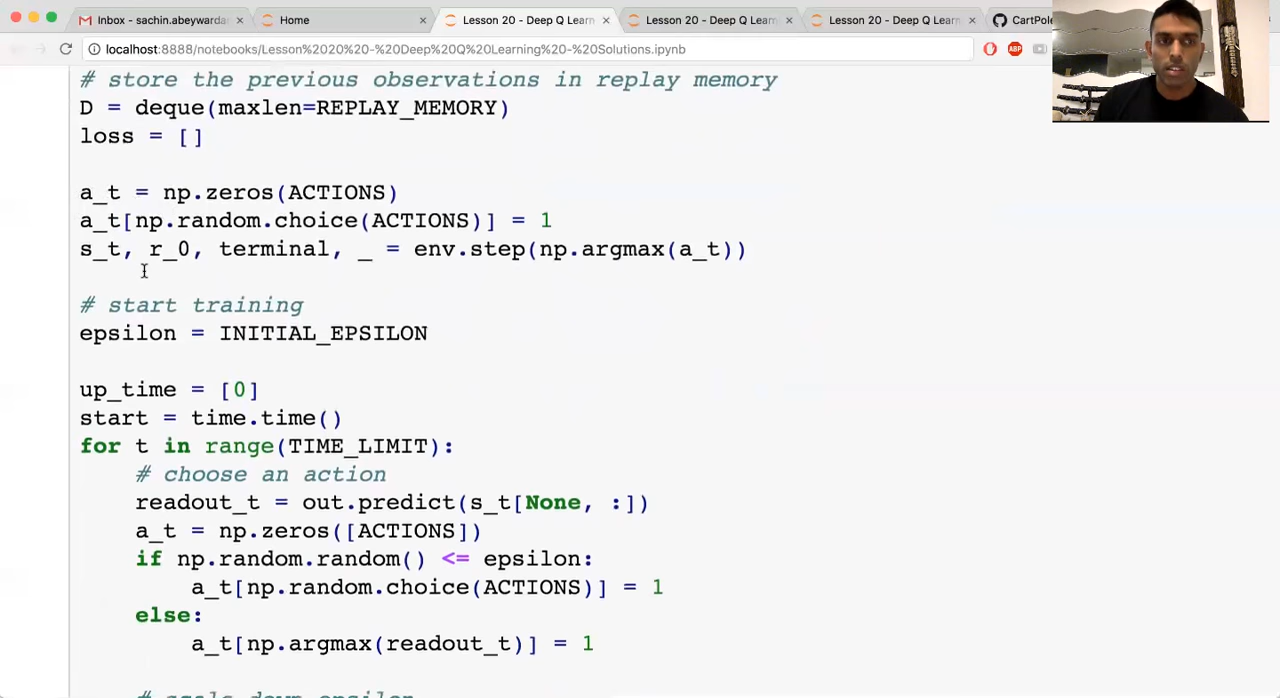 Inbox - sachin.abeywardan
Home
Lesson 20 - Deep Q Learn
Lesson 20 - Deep Q Learn
Lesson 20 - Deep Q Learn
CartPole
localhost:8888/notebooks/Lesson%2020%20-%20Deep%20Q%20Learning%20-%20Solutions.ipynb
ABP
# store the previous observations in replay memory
D = deque(maxlen=REPLAY_MEMORY)
loss = []
a_t = np.zeros(ACTIONS)
a_t[np.random.choice(ACTIONS)] = 1
s_t, r_0, terminal, _ = env.step(np.argmax(a_t))
# start training
epsilon = INITIAL_EPSILON
up_time = [0]
start = time.time()
for t in range(TIME_LIMIT):
    # choose an action
    readout_t = out.predict(s_t[None, :])
    a_t = np.zeros([ACTIONS])
    if np.random.random() <= epsilon:
        a_t[np.random.choice(ACTIONS)] = 1
    else:
        a_t[np.argmax(readout_t)] = 1
    # scale down epsilon